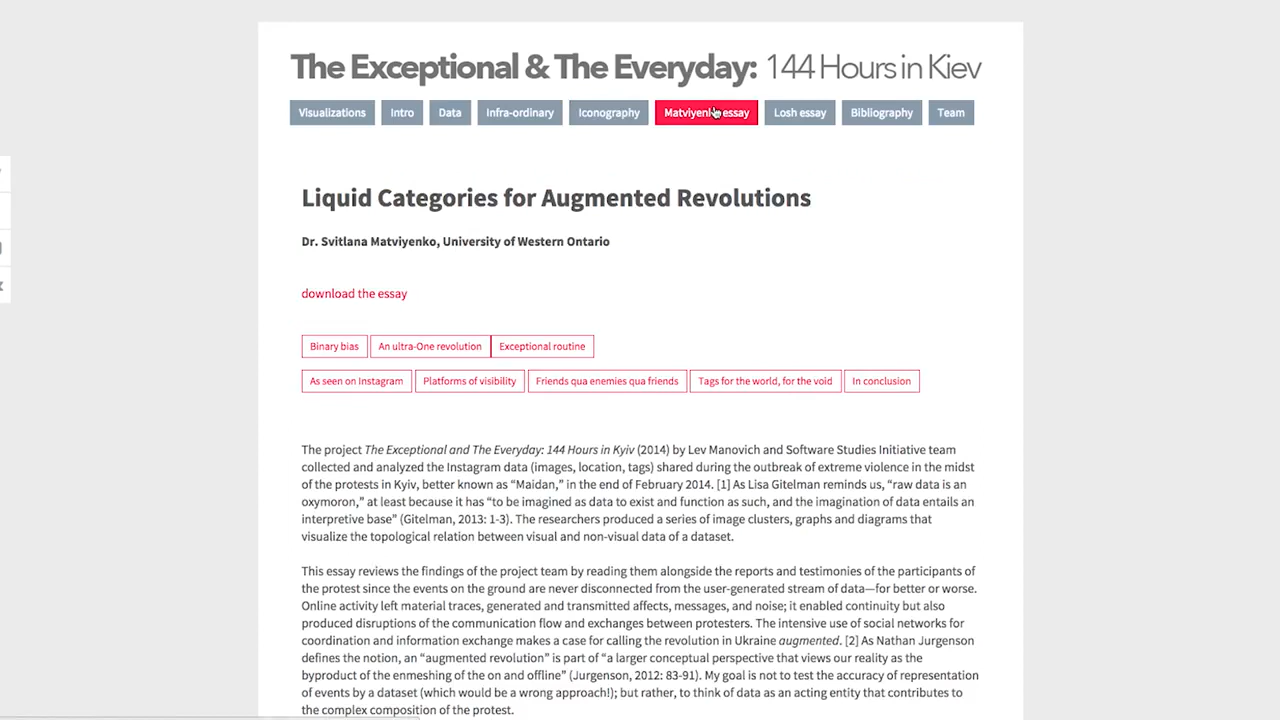 The Exceptional & The Everyday: 144 Hours in Kiev
Visualizations Intro Data Infra-ordinary Iconography Matviyenko essay Losh essay Bibliography Team
Liquid Categories for Augmented Revolutions
Dr. Svitlana Matviyenko, University of Western Ontario
download the essay
Binary bias An ultra-One revolution Exceptional routine
As seen on Instagram Platforms of visibility Friends qua enemies qua friends Tags for the world, for the void In conclusion
The project The Exceptional and The Everyday: 144 Hours in Kyiv (2014) by Lev Manovich and Software Studies Initiative team
collected and analyzed the Instagram data (images, location, tags) shared during the outbreak of extreme violence in the midst
of the protests in Kyiv, better known as “Maidan,” in the end of February 2014. [1] As Lisa Gitelman reminds us, “raw data is an
oxymoron,” at least because it has “to be imagined as data to exist and function as such, and the imagination of data entails an
interpretive base” (Gitelman, 2013: 1-3). The researchers produced a series of image clusters, graphs and diagrams that
visualize the topological relation between visual and non-visual data of a dataset.
This essay reviews the findings of the project team by reading them alongside the reports and testimonies of the participants of
the protest since the events on the ground are never disconnected from the user-generated stream of data—for better or worse.
Online activity left material traces, generated and transmitted affects, messages, and noise; it enabled continuity but also
produced disruptions of the communication flow and exchanges between protesters. The intensive use of social networks for
coordination and information exchange makes a case for calling the revolution in Ukraine augmented. [2] As Nathan Jurgenson
defines the notion, an “augmented revolution” is part of “a larger conceptual perspective that views our reality as the
byproduct of the enmeshing of the on and offline” (Jurgenson, 2012: 83-91). My goal is not to test the accuracy of representation
of events by a dataset (which would be a wrong approach!); but rather, to think of data as an acting entity that contributes to
the complex composition of the protest.